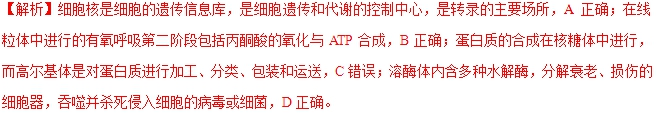 【解析】细胞核是细胞的遗传信息库，是细胞遗传和代谢的控制中心，是转录的主要场所，A 正确；在线
粒体中进行的有氧呼吸第二阶段包括丙酮酸的氧化与 ATP 合成，B 正确；蛋白质的合成在核糖体中进行，
而高尔基体是对蛋白质进行加工、分类、包装和运送，C 错误；溶酶体内含多种水解酶，分解衰老、损伤的
细胞器，吞噬并杀死侵入细胞的病毒或细菌，D 正确。